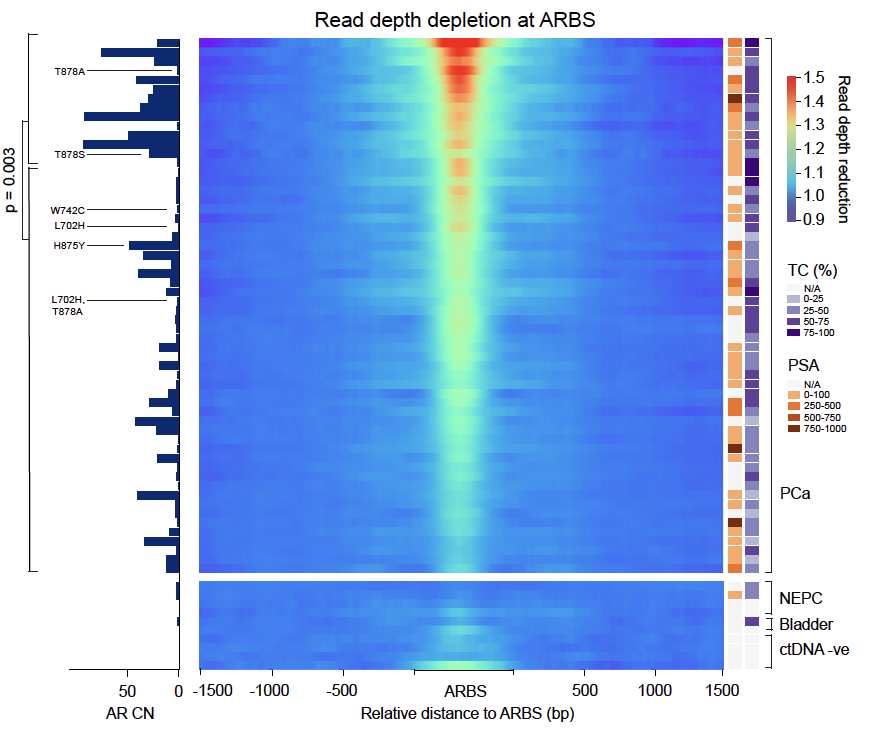 Read depth depletion at ARBS
p = 0.003
T878A
T878S
W742C
L702H
H875Y
L702H,
T878A
1.5
1.4
1.3
1.2
1.1
1.0
0.9
Read depth reduction
TC (%)
N/A
0-25
25-50
50-75
75-100
PSA
N/A
0-100
250-500
500-750
750-1000
PCa
NEPC
Bladder
ctDNA -ve
50 0
AR CN
-1500 -1000 -500 ARBS 500 1000 1500
Relative distance to ARBS (bp)